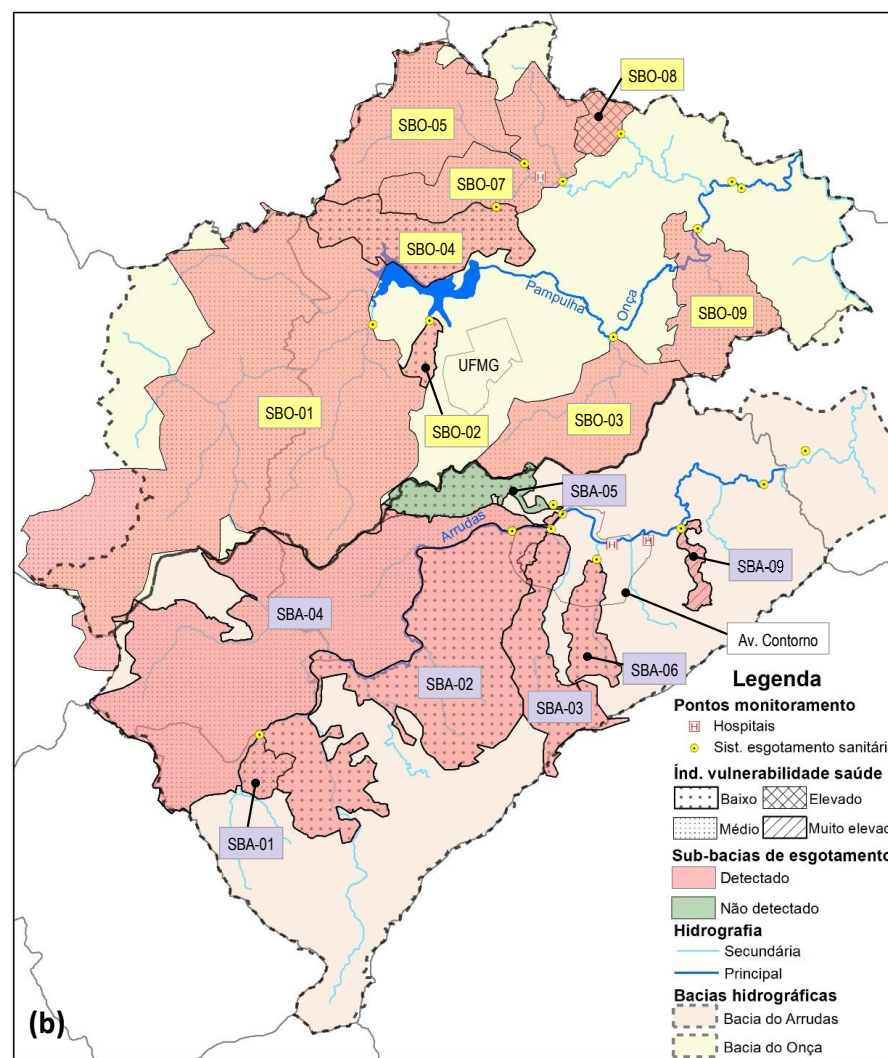 SBO-08
SBO-05
SBO-07
SBO-04
Pampulha
Onça
SBO-09
UFMG
SBO-01
SBO-02
SBO-03
SBA-05
Arrudas
SBA-09
SBA-04
Av. Contorno
SBA-02
SBA-06
SBA-03
SBA-01
Legenda
Pontos monitoramento
H Hospitais
Sist. esgotamento sanitári
Índ. vulnerabilidade saúde
Baixo Elevado
Médio Muito elevad
Sub-bacias de esgotamento
Detectado
Não detectado
Hidrografia
Secundária
Principal
Bacias hidrográficas
Bacia do Arrudas
Bacia do Onça
(b)
H
H
H